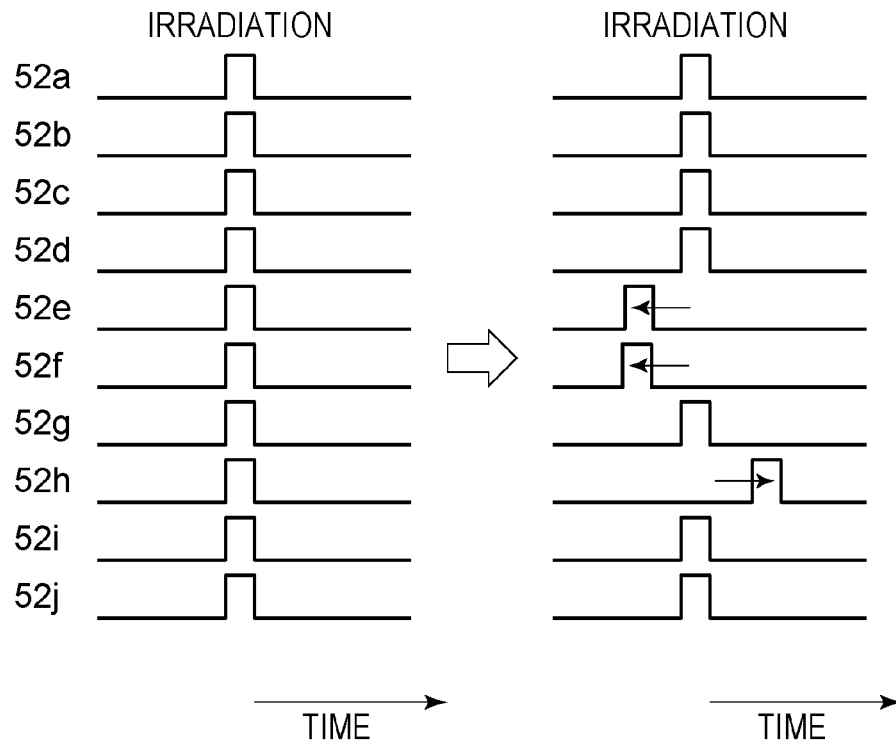 IRRADIATION IRRADIATION
52a
52b
52c
52d
52e
52f
52g
52h
52i
52j
TIME TIME